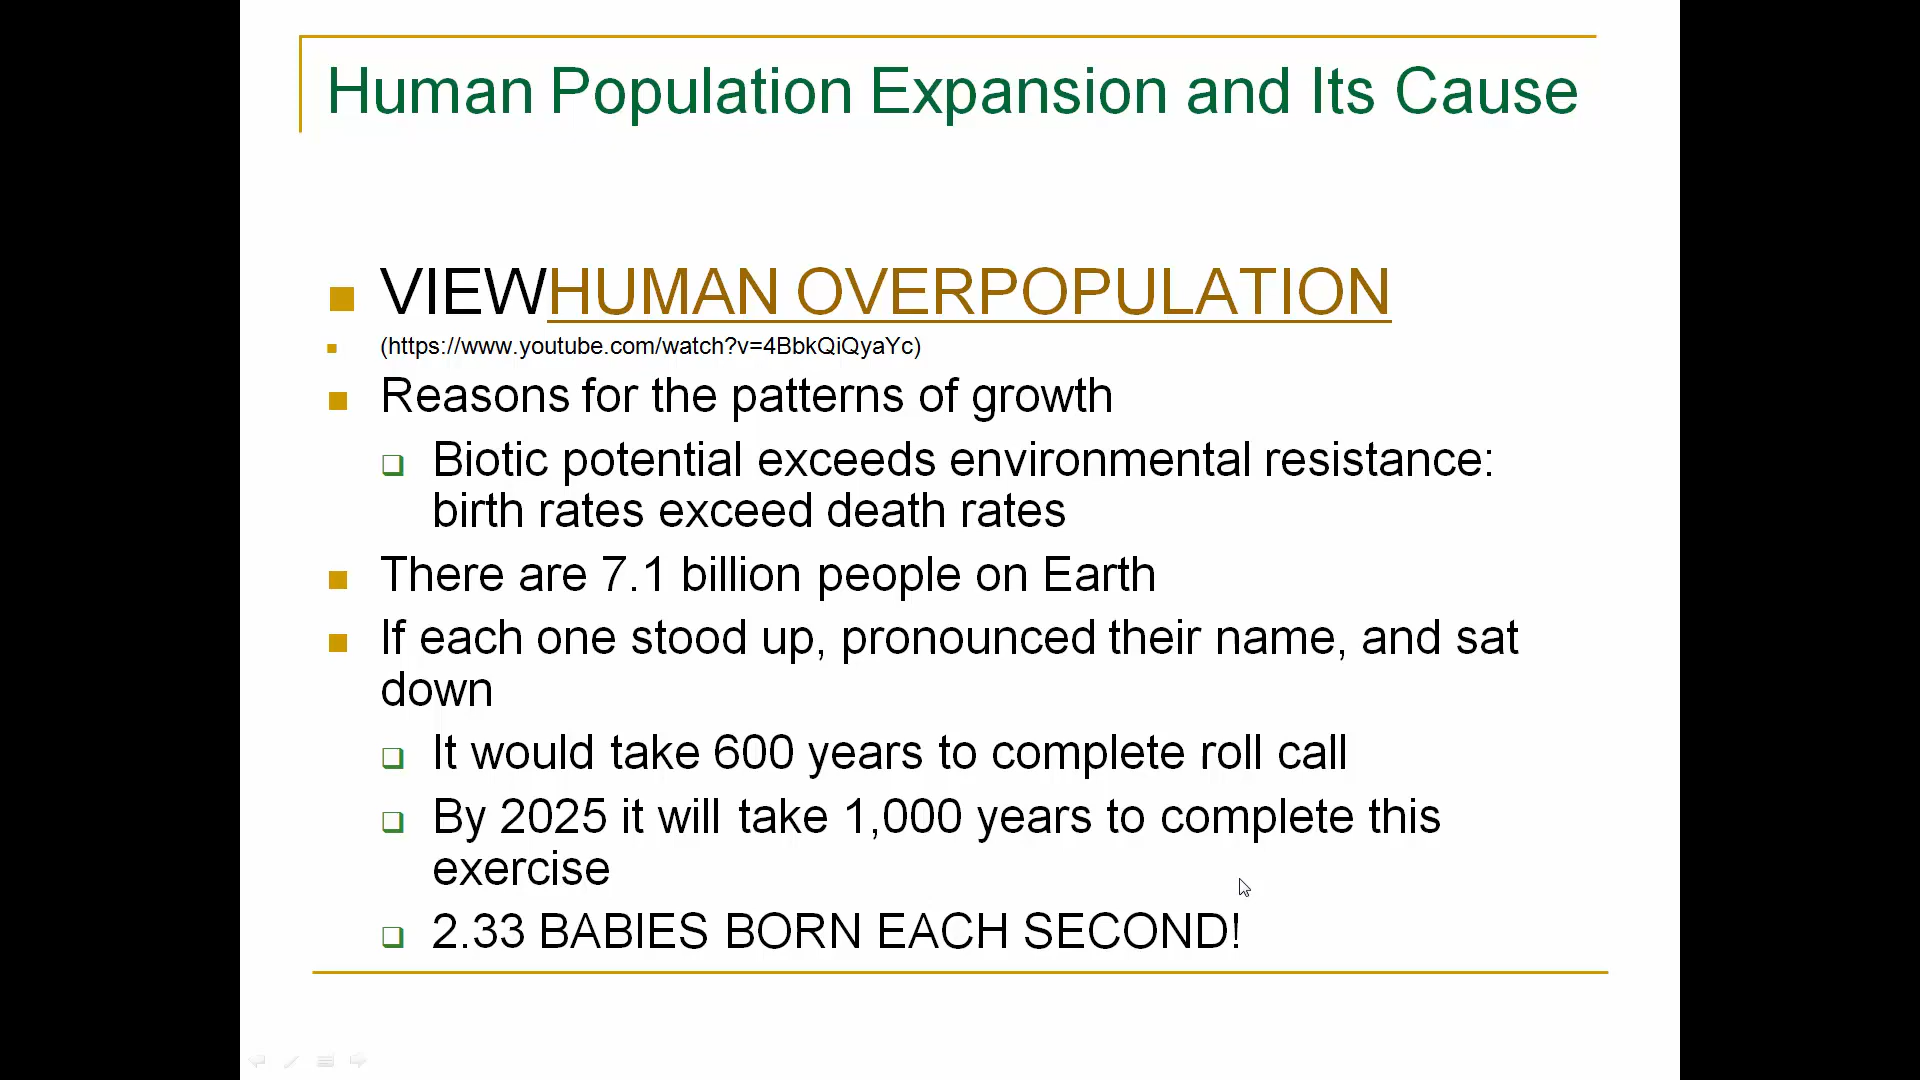 Human Population Expansion and Its Cause
VIEWHUMAN OVERPOPULATION
(https://www.youtube.com/watch?v=4BbkQiQyaYc)
Reasons for the patterns of growth
Biotic potential exceeds environmental resistance:
birth rates exceed death rates
There are 7.1 billion people on Earth
If each one stood up, pronounced their name, and sat
down
It would take 600 years to complete roll call
By 2025 it will take 1,000 years to complete this
exercise
2.33 BABIES BORN EACH SECOND!